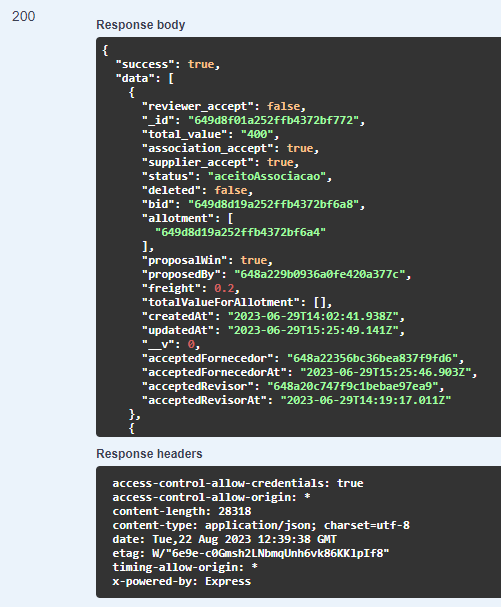 200
Response body
{
  "success": true,
  "data": [
    {
      "reviewer_accept": false,
      "_id": "649d8f01a252ffb4372bf772",
      "total_value": "400",
      "association_accept": true,
      "supplier_accept": true,
      "status": "aceitoAssociacao",
      "deleted": false,
      "bid": "649d8d19a252ffb4372bf6a8",
      "allotment": [
        "649d8d19a252ffb4372bf6a4"
      ],
      "proposalWin": true,
      "proposedBy": "648a229b0936a0fe420a377c",
      "freight": 0.2,
      "totalValueForAllotment": [],
      "createdAt": "2023-06-29T14:02:41.938Z",
      "updatedAt": "2023-06-29T15:25:49.141Z",
      "__v": 0,
      "acceptedFornecedor": "648a22356bc36bea837f9fd6",
      "acceptedFornecedorAt": "2023-06-29T15:25:46.903Z",
      "acceptedRevisor": "648a20c747f9c1bebae97ea9",
      "acceptedRevisorAt": "2023-06-29T14:19:17.011Z"
    },
    {
Response headers
access-control-allow-credentials: true
access-control-allow-origin: *
content-length: 28318
content-type: application/json; charset=utf-8
date: Tue,22 Aug 2023 12:39:38 GMT
etag: W/"6e9e-c0Gmsh2LNbmqUnh6vk86KKlpIf8"
timing-allow-origin: *
x-powered-by: Express